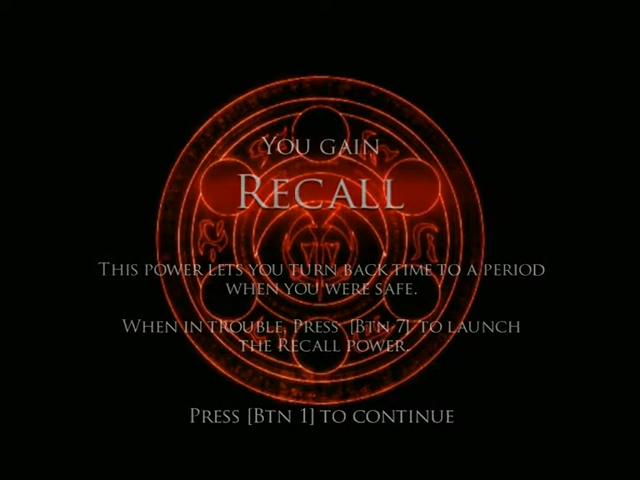 You gain
Recall
This power lets you turn back time to a period
when you were safe.
When in trouble, Press [Btn 7] to launch
the Recall power.
Press [Btn 1] to continue